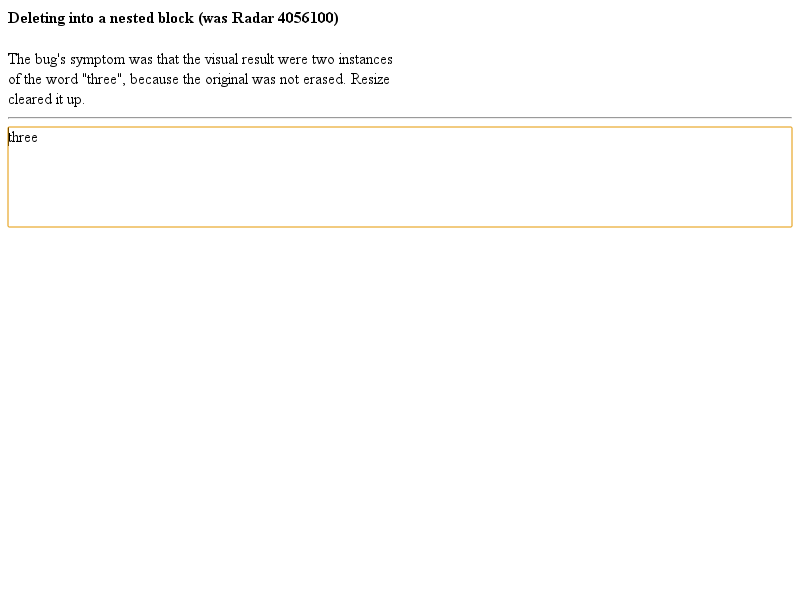 Deleting into a nested block (was Radar 4056100)
The bug's symptom was that the visual result were two instances
of the word "three", because the original was not erased. Resize
cleared it up.
three